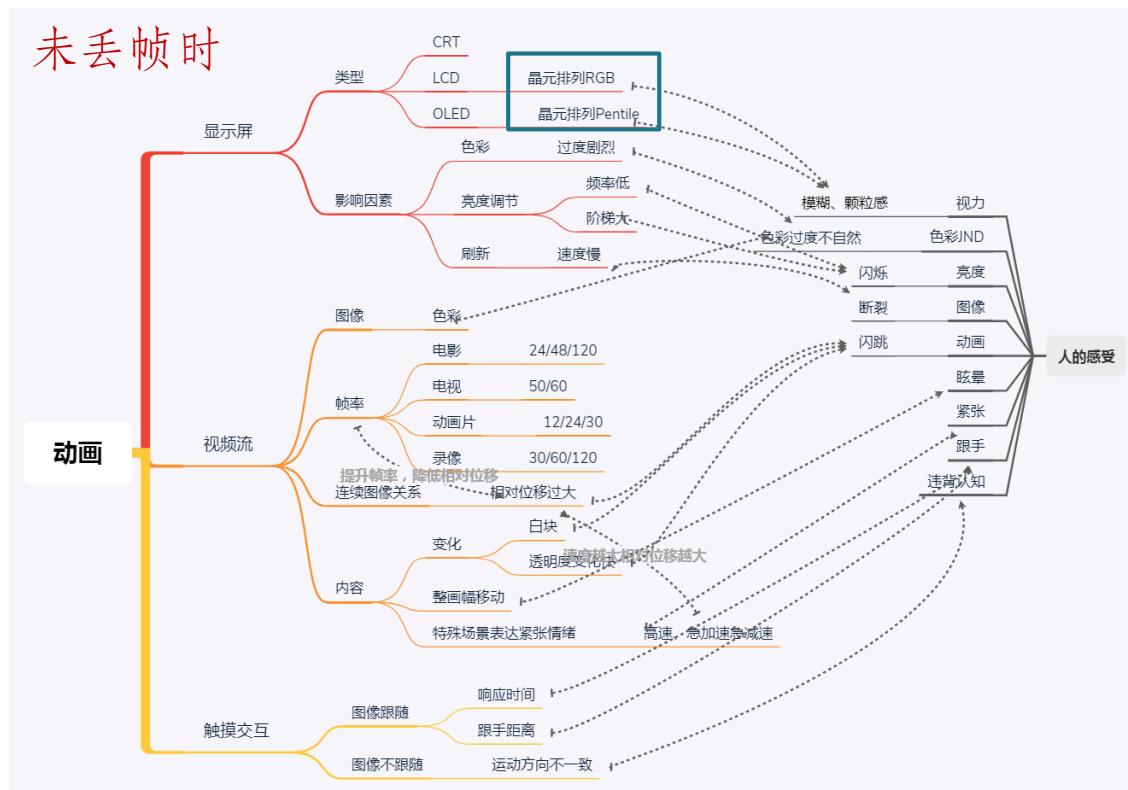 未丢帧时
动画
显示屏
类型
CRT
LCD
晶元排列RGB
OLED
晶元排列Pentile
影响因素
色彩
过度剧烈
亮度调节
频率低
阶梯大
刷新
速度慢
视频流
图像
色彩
帧率
电影
24/48/120
电视
50/60
动画片
12/24/30
录像
30/60/120
提升帧率，降低相对位移
连续图像关系
相对位移过大
内容
变化
白块
透明度变化快
速度越大相对位移越大
整画幅移动
特殊场景表达紧张情绪
高速、急加速急减速
触摸交互
图像跟随
响应时间
跟手距离
图像不跟随
运动方向不一致
人的感受
模糊、颗粒感
视力
色彩过度不自然
色彩JND
闪烁
亮度
断裂
图像
闪跳
动画
眩晕
紧张
跟手
违背认知